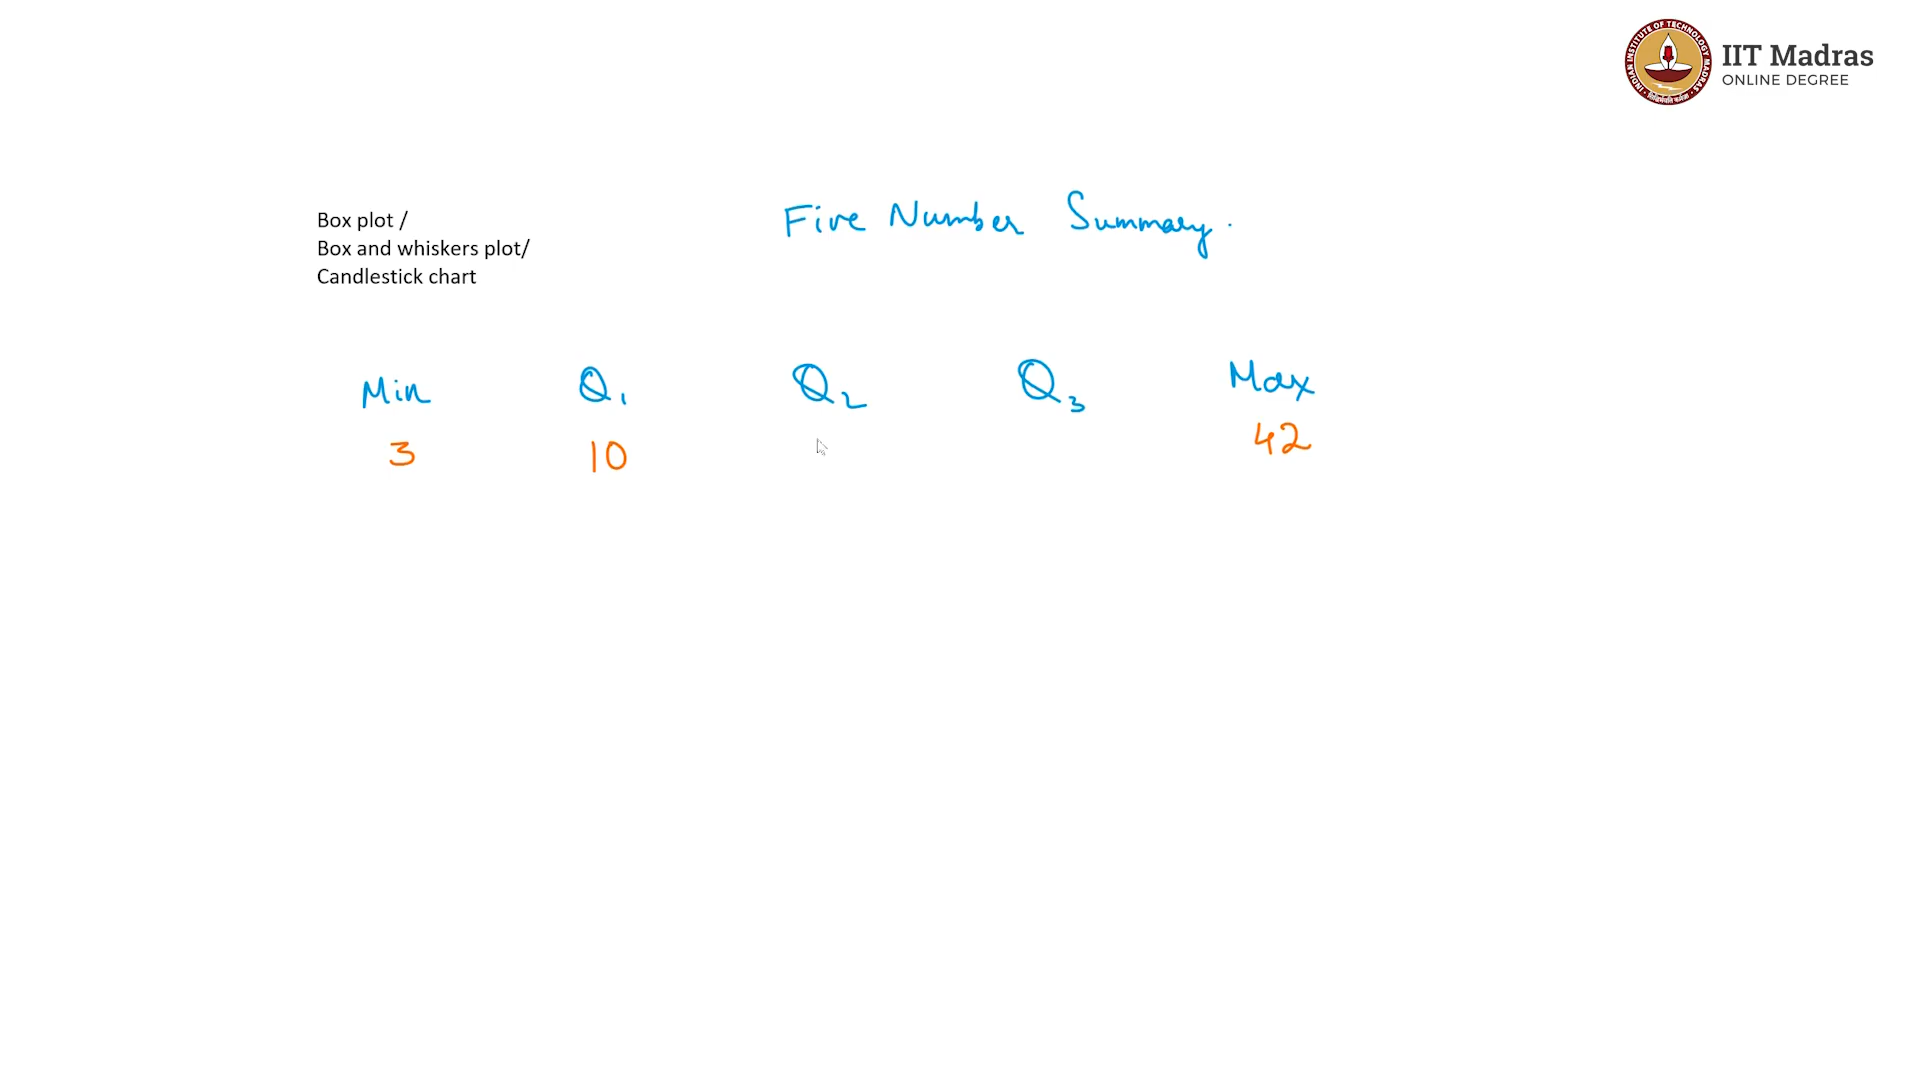 IIT Madras
ONLINE DEGREE
Box plot /
Box and whiskers plot/
Candlestick chart
Five Number Summary.
Min Q1 Q2 Q3 Max
3 10 42